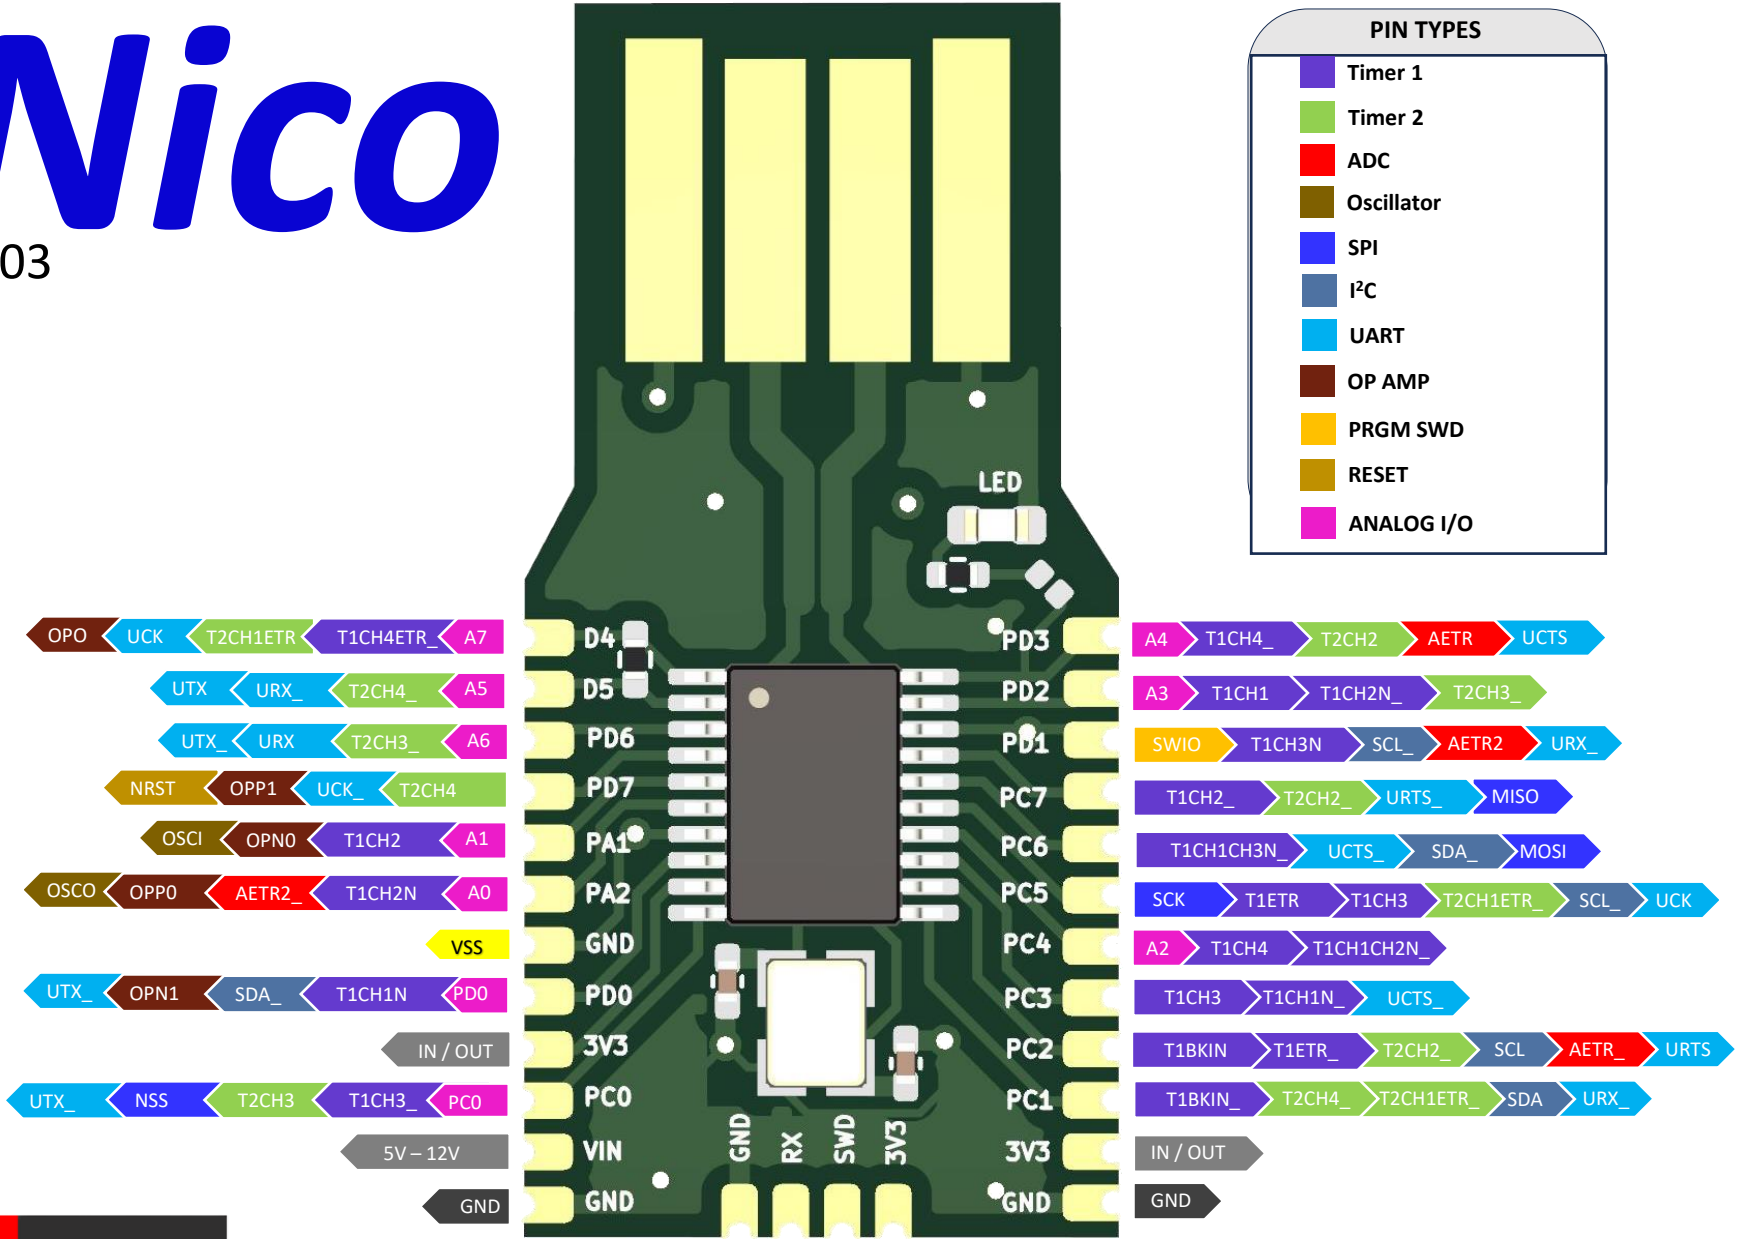 Nico
03
PIN TYPES
Timer 1
Timer 2
ADC
Oscillator
SPI
I²C
UART
OP AMP
PRGM SWD
RESET
ANALOG I/O
LED
OPO UCK T2CH1ETR T1CH4ETR_ A7 D4
UTX URX_ T2CH4_ A5 D5
UTX_ URX T2CH3_ A6 PD6
NRST OPP1 UCK_ T2CH4 PD7
OSCI OPN0 T1CH2 A1 PA1
OSCO OPP0 AETR2_ T1CH2N A0 PA2
VSS GND
UTX_ OPN1 SDA_ T1CH1N PD0 PD0
IN / OUT 3V3
UTX_ NSS T2CH3 T1CH3_ PC0 PC0
5V – 12V VIN
GND GND
PD3 A4 T1CH4_ T2CH2 AETR UCTS
PD2 A3 T1CH1 T1CH2N_ T2CH3_
PD1 SWIO T1CH3N SCL_ AETR2 URX_
PC7 T1CH2_ T2CH2_ URTS_ MISO
PC6 T1CH1CH3N_ UCTS_ SDA_ MOSI
PC5 SCK T1ETR T1CH3 T2CH1ETR_ SCL_ UCK
PC4 A2 T1CH4 T1CH1CH2N_
PC3 T1CH3 T1CH1N_ UCTS_
PC2 T1BKIN T1ETR_ T2CH2_ SCL AETR_ URTS
PC1 T1BKIN_ T2CH4_ T2CH1ETR_ SDA URX_
3V3 IN / OUT
GND GND
GND
RX
SWD
3V3